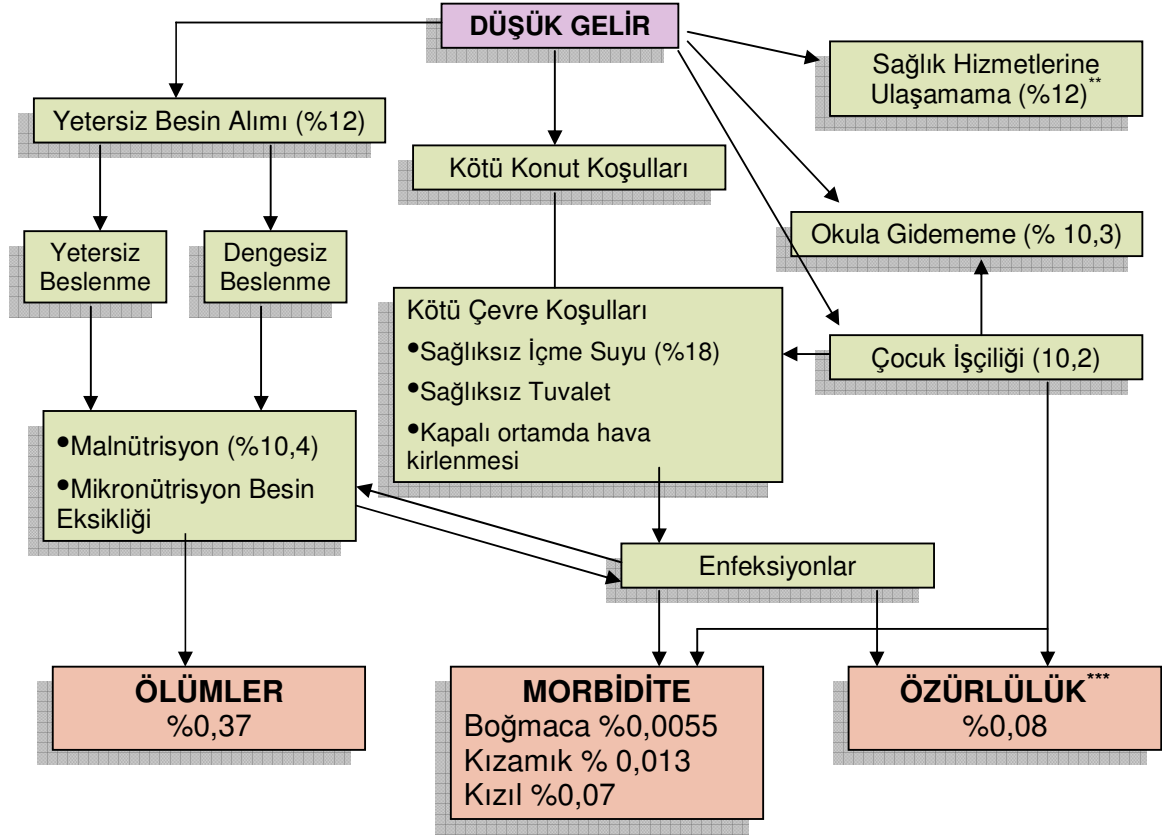 DÜŞÜK GELİR
Sağlık Hizmetlerine
Ulaşamama (%12)**
Yetersiz Besin Alımı (%12)
Kötü Konut Koşulları
Okula Gidememe (% 10,3)
Yetersiz
Beslenme
Dengesiz
Beslenme
Kötü Çevre Koşulları
•Sağlıksız İçme Suyu (%18)
•Sağlıksız Tuvalet
•Kapalı ortamda hava
kirlenmesi
Çocuk İşçiliği (10,2)
•Malnütrisyon (%10,4)
•Mikronütrisyon Besin
Eksikliği
Enfeksiyonlar
ÖLÜMLER
%0,37
MORBİDİTE
Boğmaca %0,0055
Kızamık % 0,013
Kızıl %0,07
ÖZÜRLÜLÜK***
%0,08